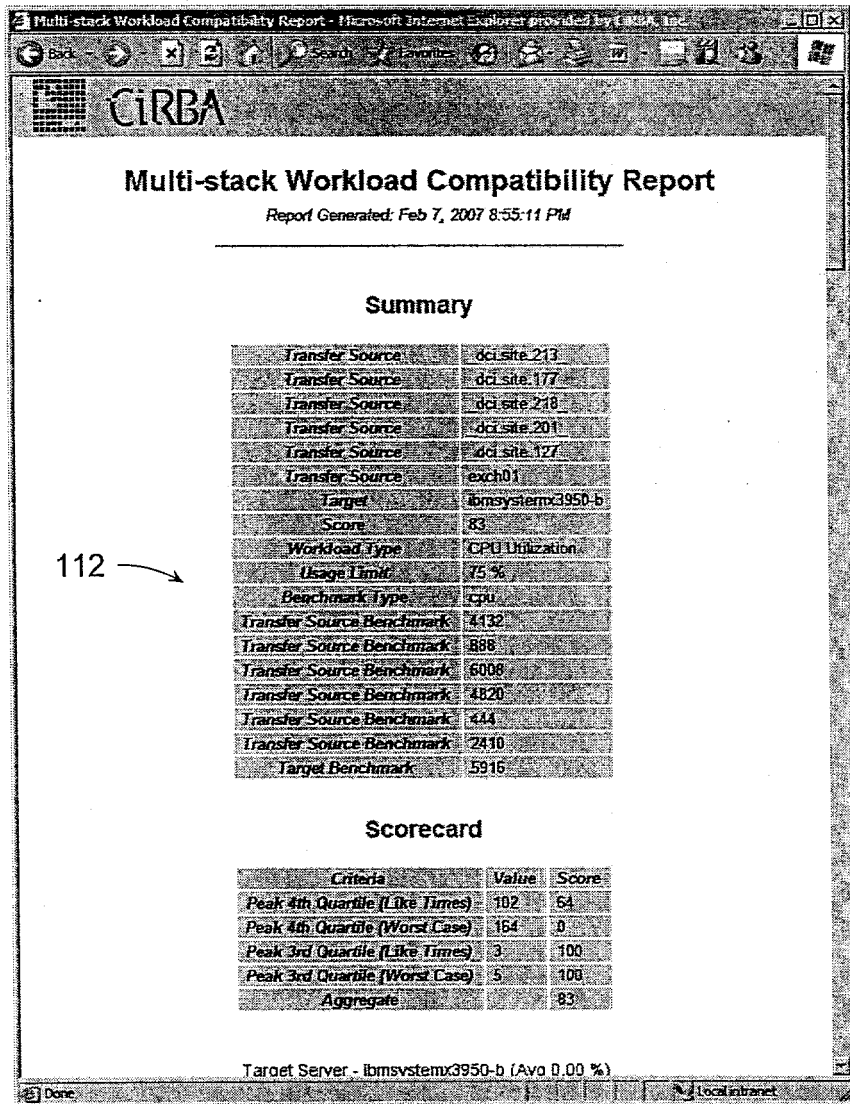 Multi-stack Workload Compatibility Report - Microsoft Internet Explorer provided by CiRBA, Inc.
Back Search Favorites
CiRBA
Multi-stack Workload Compatibility Report
Report Generated: Feb 7, 2007 8:55:11 PM
Summary
Transfer Source _dci.site.213_
Transfer Source _dci.site.177_
Transfer Source _dci.site.218_
Transfer Source _dci.site.201_
Transfer Source _dci.site.127_
Transfer Source exch01
Target ibmsystemx3950-b
Score 83
112
Workload Type CPU Utilization
Usage Limit 75 %
Benchmark Type cpu
Transfer Source Benchmark 4132
Transfer Source Benchmark 888
Transfer Source Benchmark 6008
Transfer Source Benchmark 4820
Transfer Source Benchmark 444
Transfer Source Benchmark 2410
Target Benchmark 5916
Scorecard
Criteria Value Score
Peak 4th Quartile (Like Times) 102 64
Peak 4th Quartile (Worst Case) 164 0
Peak 3rd Quartile (Like Times) 3 100
Peak 3rd Quartile (Worst Case) 5 100
Aggregate 83
Target Server - ibmsystemx3950-b (Avg 0.00 %)
Done Local intranet